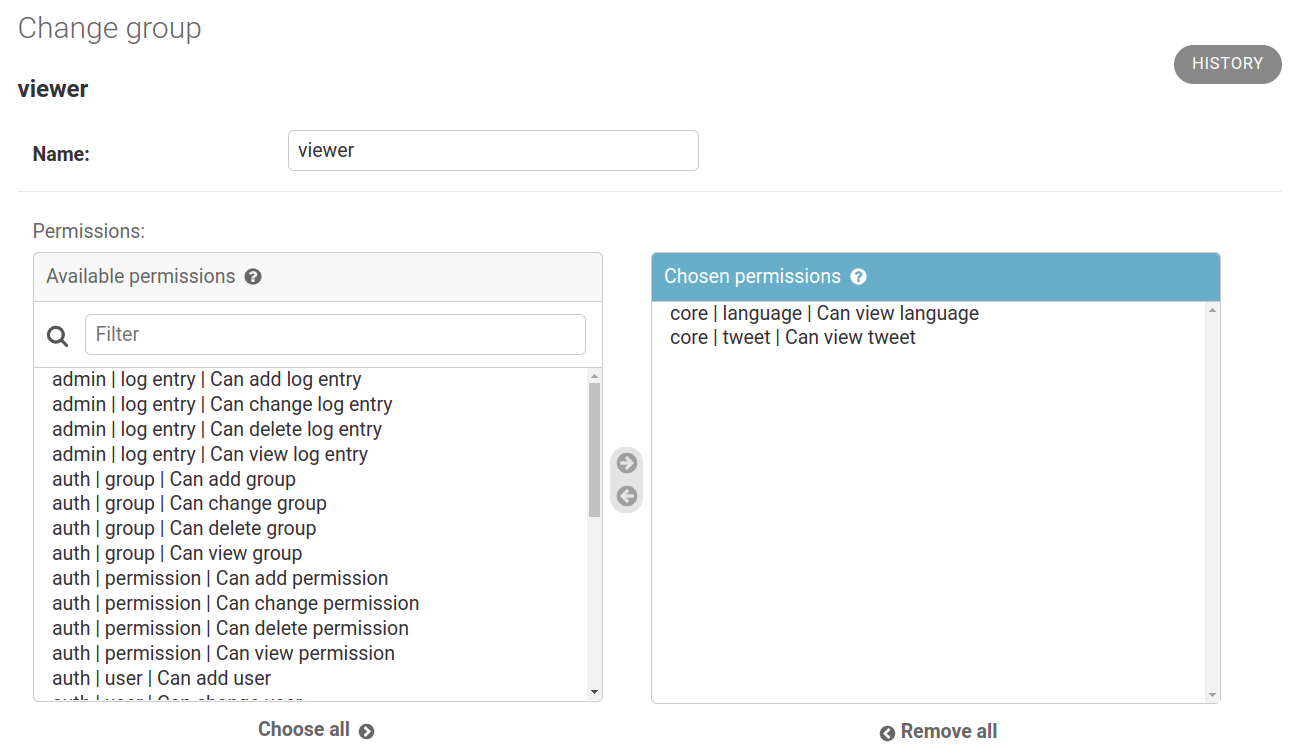 Change group
HISTORY
viewer
Name:
viewer
Permissions:
Available permissions
Filter
admin | log entry | Can add log entry
admin | log entry | Can change log entry
admin | log entry | Can delete log entry
admin | log entry | Can view log entry
auth | group | Can add group
auth | group | Can change group
auth | group | Can delete group
auth | group | Can view group
auth | permission | Can add permission
auth | permission | Can change permission
auth | permission | Can delete permission
auth | permission | Can view permission
auth | user | Can add user
auth | user | Can change user
Choose all
Chosen permissions
core | language | Can view language
core | tweet | Can view tweet
Remove all